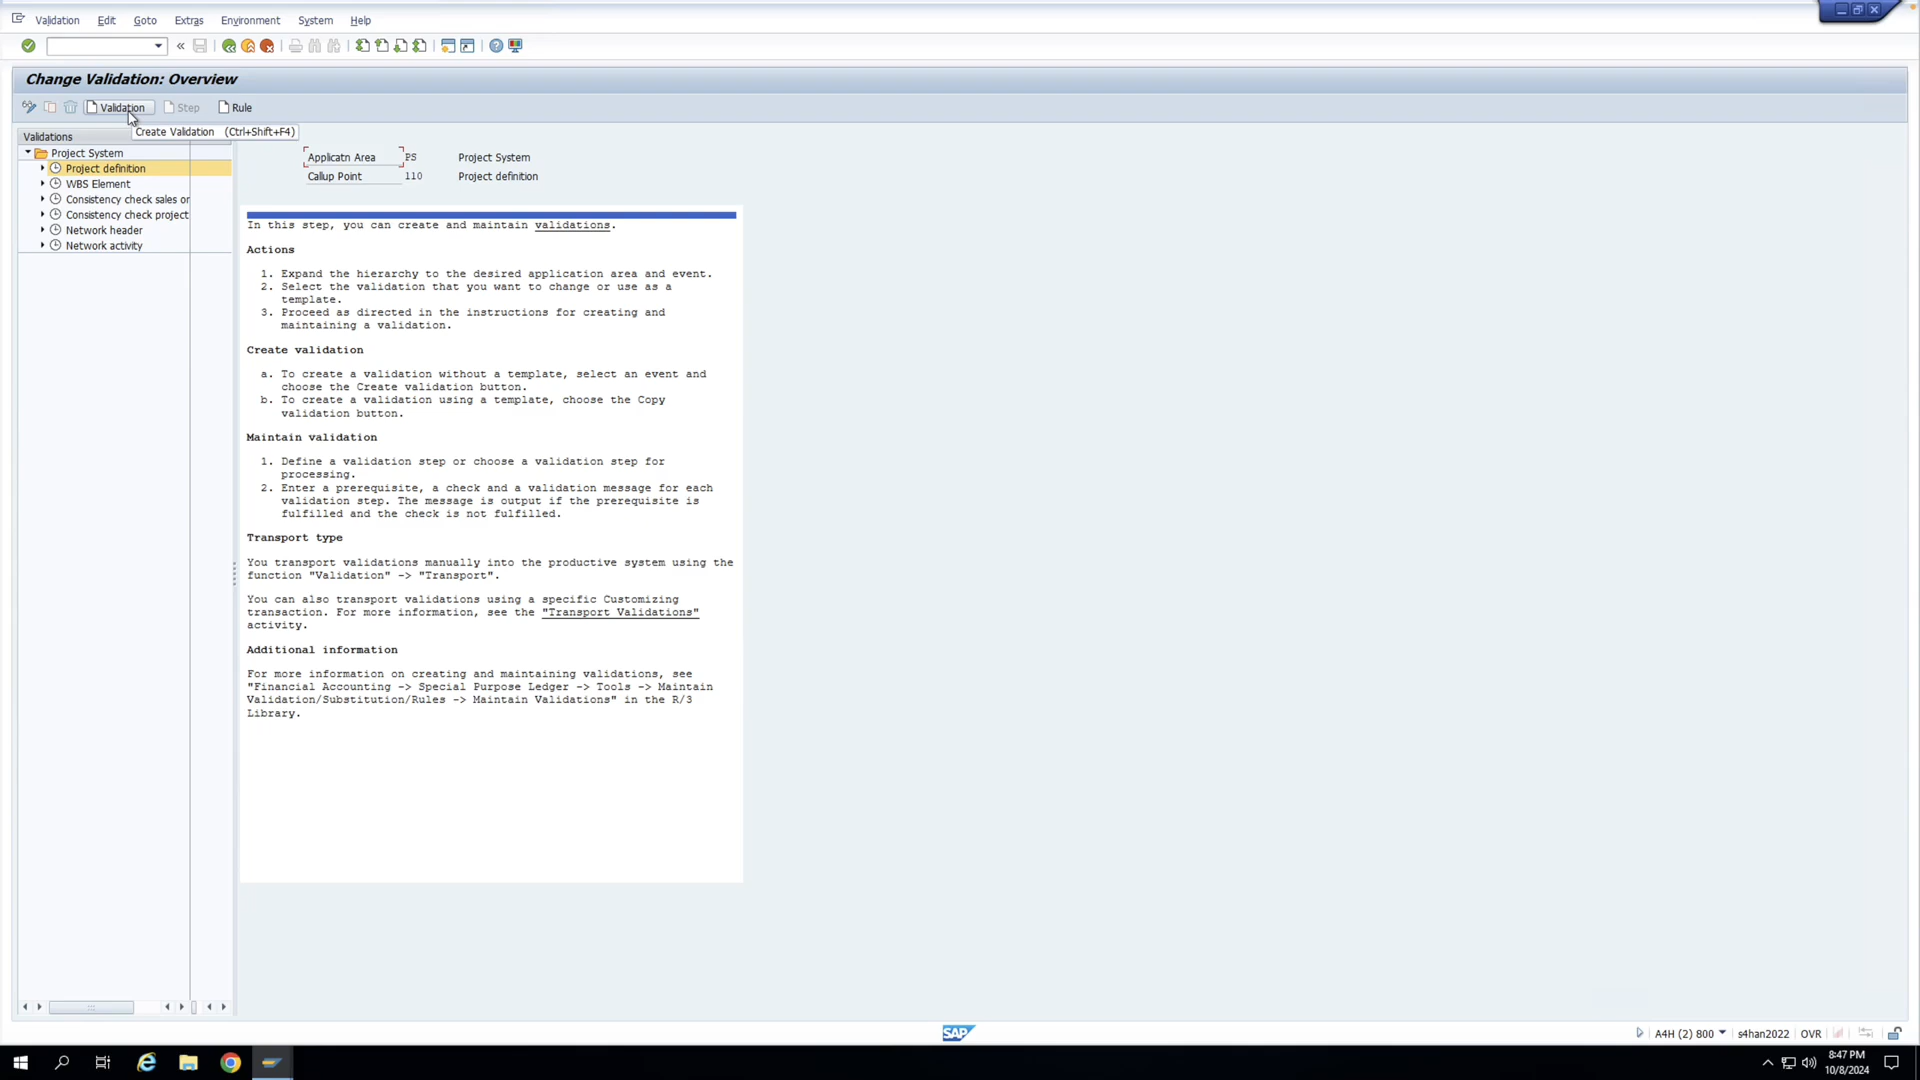 Validation Edit Goto Extras Environment System Help
Change Validation: Overview
Validation Step Rule
Create Validation (Ctrl+Shift+F4)
Validations
Project System
Project definition
WBS Element
Consistency check sales or
Consistency check project
Network header
Network activity
Applicatn Area PS Project System
Callup Point 110 Project definition
In this step, you can create and maintain validations.
Actions
1. Expand the hierarchy to the desired application area and event.
2. Select the validation that you want to change or use as a
template.
3. Proceed as directed in the instructions for creating and
maintaining a validation.
Create validation
a. To create a validation without a template, select an event and
choose the Create validation button.
b. To create a validation using a template, choose the Copy
validation button.
Maintain validation
1. Define a validation step or choose a validation step for
processing.
2. Enter a prerequisite, a check and a validation message for each
validation step. The message is output if the prerequisite is
fulfilled and the check is not fulfilled.
Transport type
You transport validations manually into the productive system using the
function "Validation" -> "Transport".
You can also transport validations using a specific Customizing
transaction. For more information, see the "Transport Validations"
activity.
Additional information
For more information on creating and maintaining validations, see
"Financial Accounting -> Special Purpose Ledger -> Tools -> Maintain
Validation/Substitution/Rules -> Maintain Validations" in the R/3
Library.
SAP
A4H (2) 800 s4han2022 OVR
8:47 PM
10/8/2024